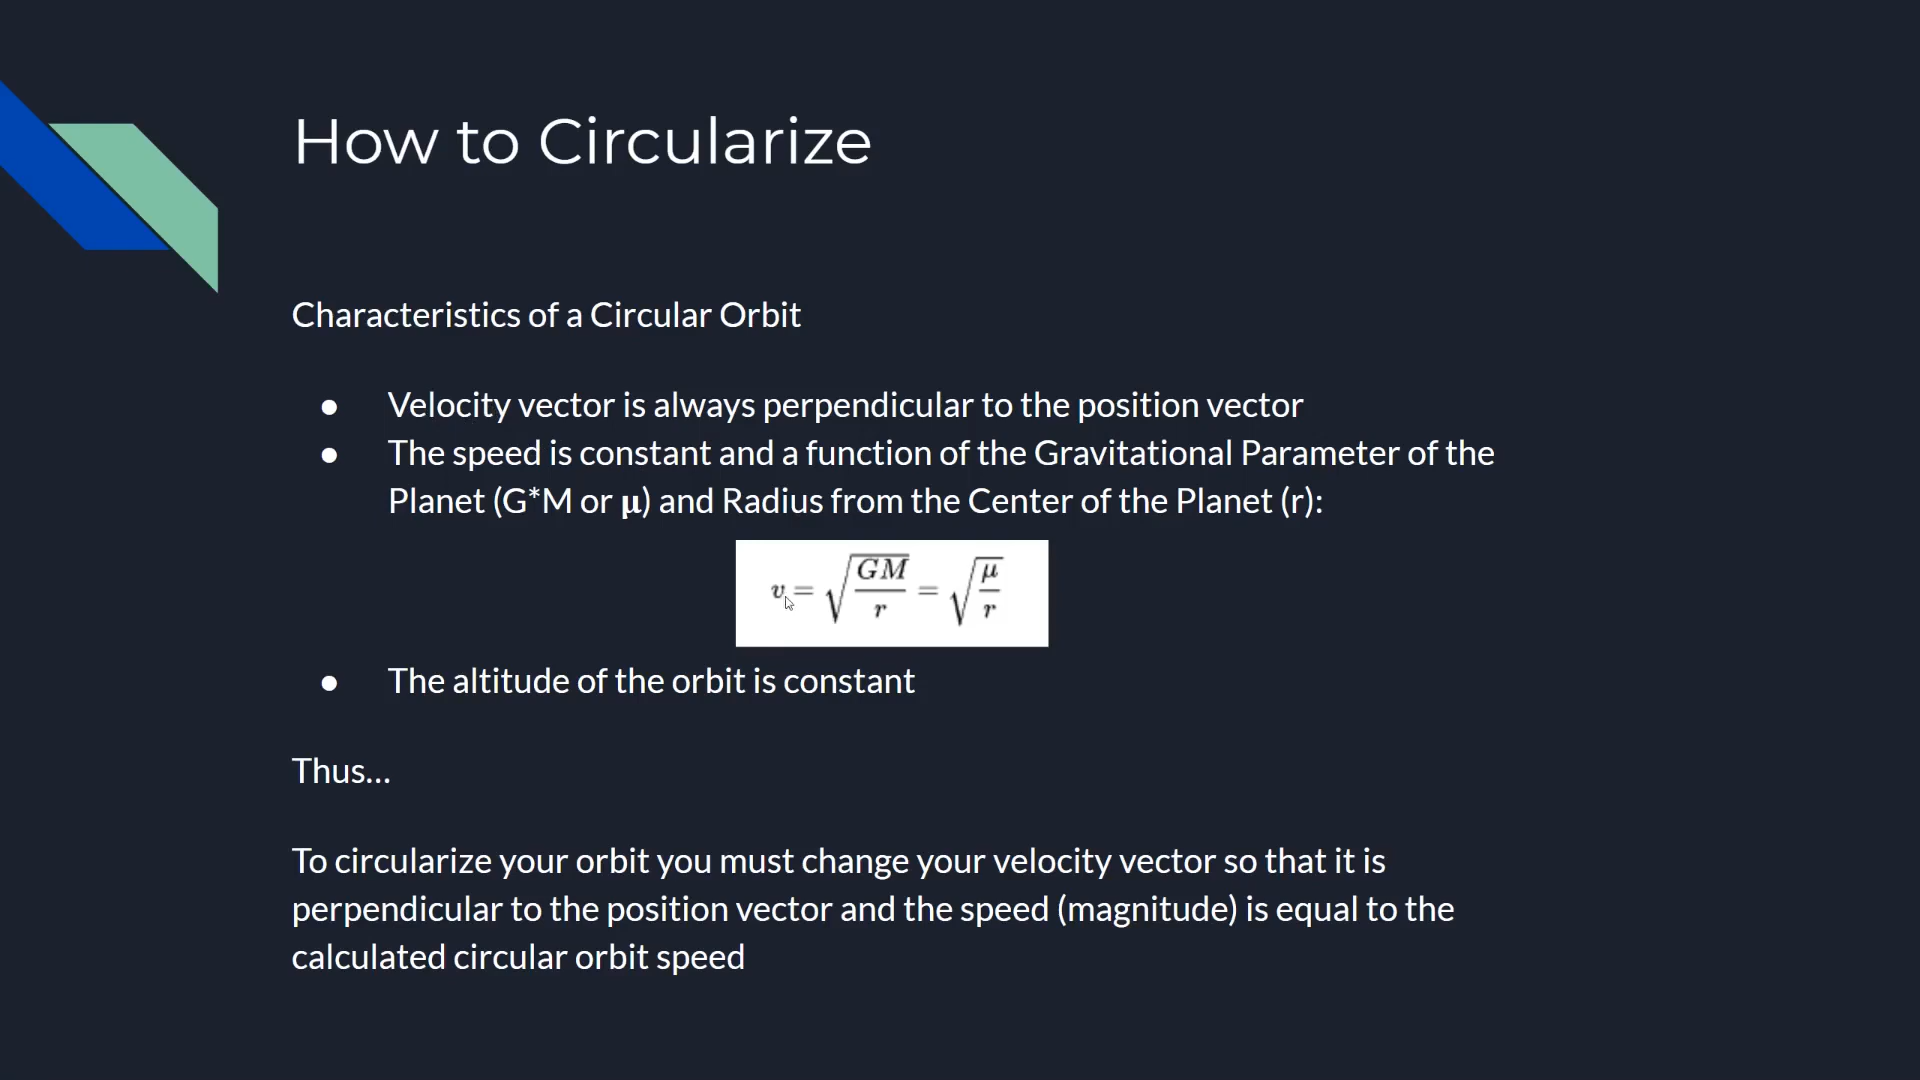 How to Circularize
Characteristics of a Circular Orbit
● Velocity vector is always perpendicular to the position vector
● The speed is constant and a function of the Gravitational Parameter of the
Planet (G*M or μ) and Radius from the Center of the Planet (r):
v = √(GM/r) = √(μ/r)
● The altitude of the orbit is constant
Thus...
To circularize your orbit you must change your velocity vector so that it is
perpendicular to the position vector and the speed (magnitude) is equal to the
calculated circular orbit speed